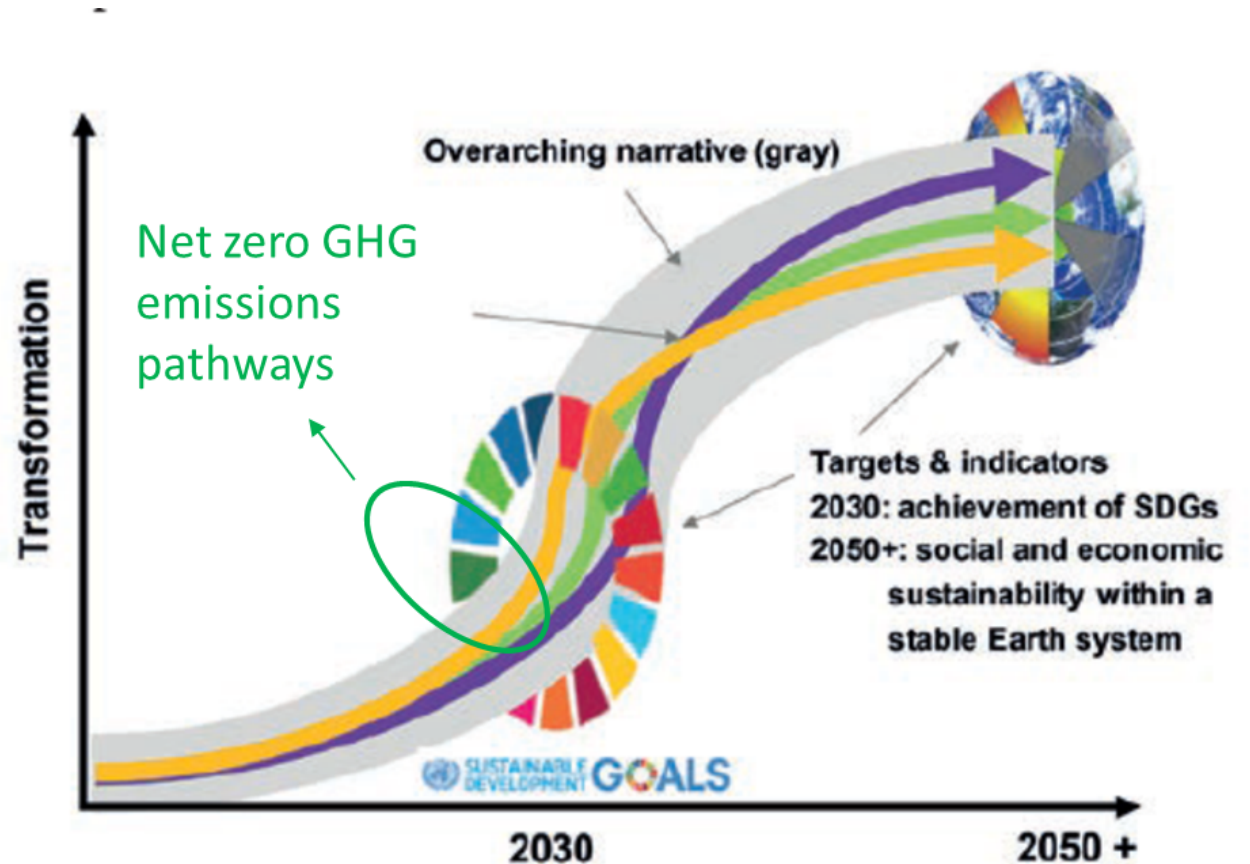 Overarching narrative (gray)
Net zero GHG
emissions
pathways
Transformation
Targets & indicators
2030: achievement of SDGs
2050+: social and economic
sustainability within a
stable Earth system
SUSTAINABLE
DEVELOPMENT GOALS
2030
2050 +